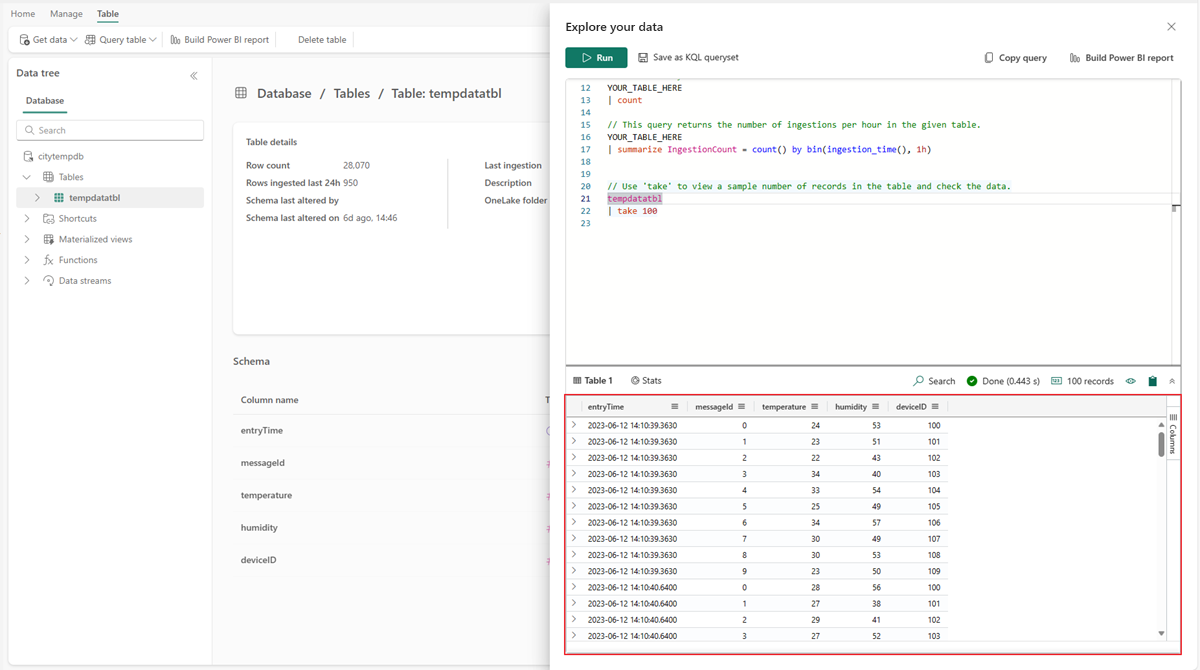 Home Manage Table
Get data Query table Build Power BI report Delete table
Data tree
Database
Search
citytempdb
Tables
tempdatatbl
Shortcuts
Materialized views
Functions
Data streams
Database / Tables / Table: tempdatatbl
Table details
Row count 28,070
Rows ingested last 24h 950
Schema last altered by
Schema last altered on 6d ago, 14:46
Last ingestion
Description
OneLake folder
Schema
Column name
entryTime
messageId
temperature
humidity
deviceID
Explore your data
Run Save as KQL queryset Copy query Build Power BI report
12 YOUR_TABLE_HERE
13 | count
14
15 // This query returns the number of ingestions per hour in the given table.
16 YOUR_TABLE_HERE
17 | summarize IngestionCount = count() by bin(ingestion_time(), 1h)
18
19
20 // Use 'take' to view a sample number of records in the table and check the data.
21 tempdatatbl
22 | take 100
23
Table 1 Stats Search Done (0.443 s) 100 records
entryTime messageId temperature humidity deviceID
2023-06-12 14:10:39.3630 0 24 53 100
2023-06-12 14:10:39.3630 1 23 51 101
2023-06-12 14:10:39.3630 2 22 43 102
2023-06-12 14:10:39.3630 3 34 40 103
2023-06-12 14:10:39.3630 4 33 54 104
2023-06-12 14:10:39.3630 5 25 49 105
2023-06-12 14:10:39.3630 6 34 57 106
2023-06-12 14:10:39.3630 7 30 49 107
2023-06-12 14:10:39.3630 8 30 53 108
2023-06-12 14:10:39.3630 9 23 50 109
2023-06-12 14:10:40.6400 0 28 56 100
2023-06-12 14:10:40.6400 1 27 38 101
2023-06-12 14:10:40.6400 2 29 41 102
2023-06-12 14:10:40.6400 3 27 52 103
Columns